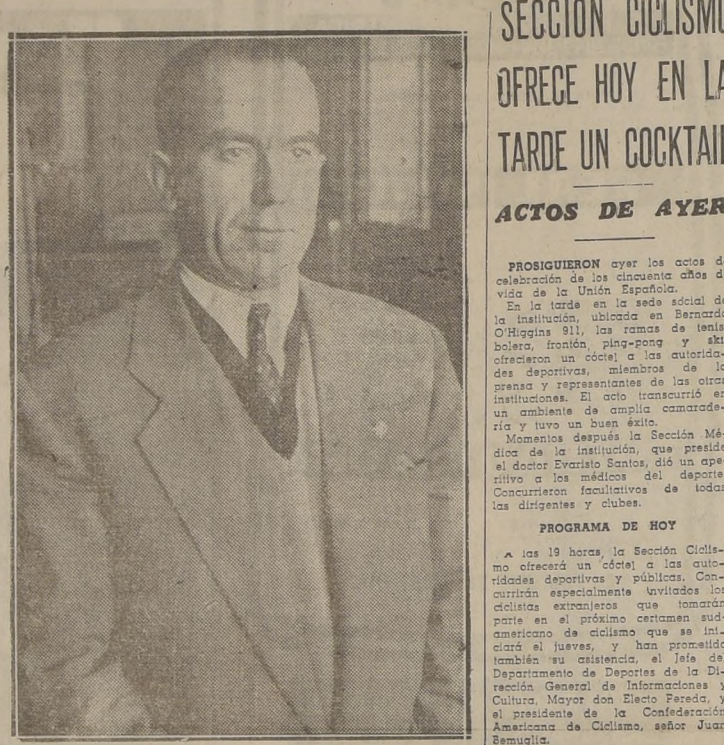 SECCION CICLISMO
OFRECE HOY EN LA
TARDE UN COCKTAIL
ACTOS DE AYER
PROSIGUIERON ayer los actos de
celebración de los cincuenta años d
vida de la Unión Española.
En la tarde en la sede social de
la institución, ubicada en Bernardo
O'Higgins 911, las ramas de tenis
bolera, frontón, ping-pong y ski
ofrecieron un cóctel a las autorida-
des deportivas, miembros de la
prensa y representantes de las otras
instituciones. El acto transcurrió en
un ambiente de amplia camarade-
ría y tuvo un buen éxito.
Momentos después la Sección Mé-
dica de la institución, que preside
el doctor Evaristo Santos, dió un ape
ritivo a los médicos del deporte.
Concurrieron facultativos de todas
las dirigentes y clubes.
PROGRAMA DE HOY
A las 19 horas, la Sección Ciclis-
mo ofrecerá un cóctel a las auto-
ridades deportivas y públicas. Con-
currirán especialmente invitados los
ciclistas extranjeros que tomarán
parte en el próximo certamen sud-
americano de ciclismo que se ini-
ciará el jueves, y han prometido
también su asistencia, el Jefe del
Departamento de Deportes de la Di-
rección General de Informaciones y
Cultura, Mayor don Electo Pereda, y
el presidente de la Confederación
Americana de Ciclismo, señor Juan
Bemuglia.